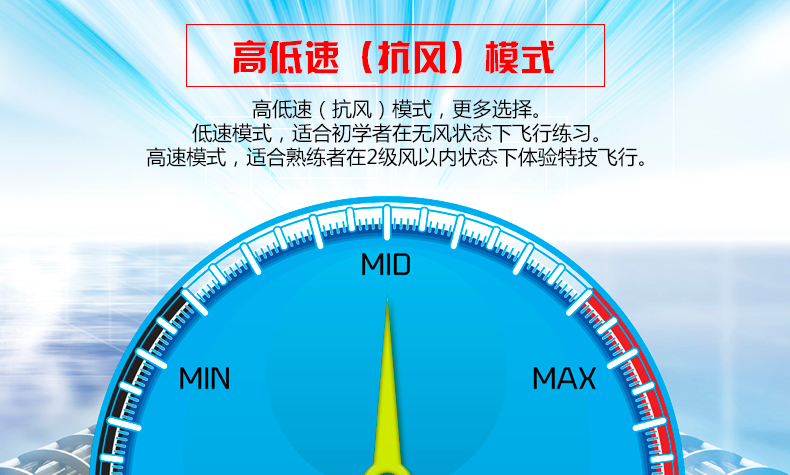 高低速（抗风）模式
高低速（抗风）模式，更多选择。
低速模式，适合初学者在无风状态下飞行练习。
高速模式，适合熟练者在2级风以内状态下体验特技飞行。
MID
MIN
MAX